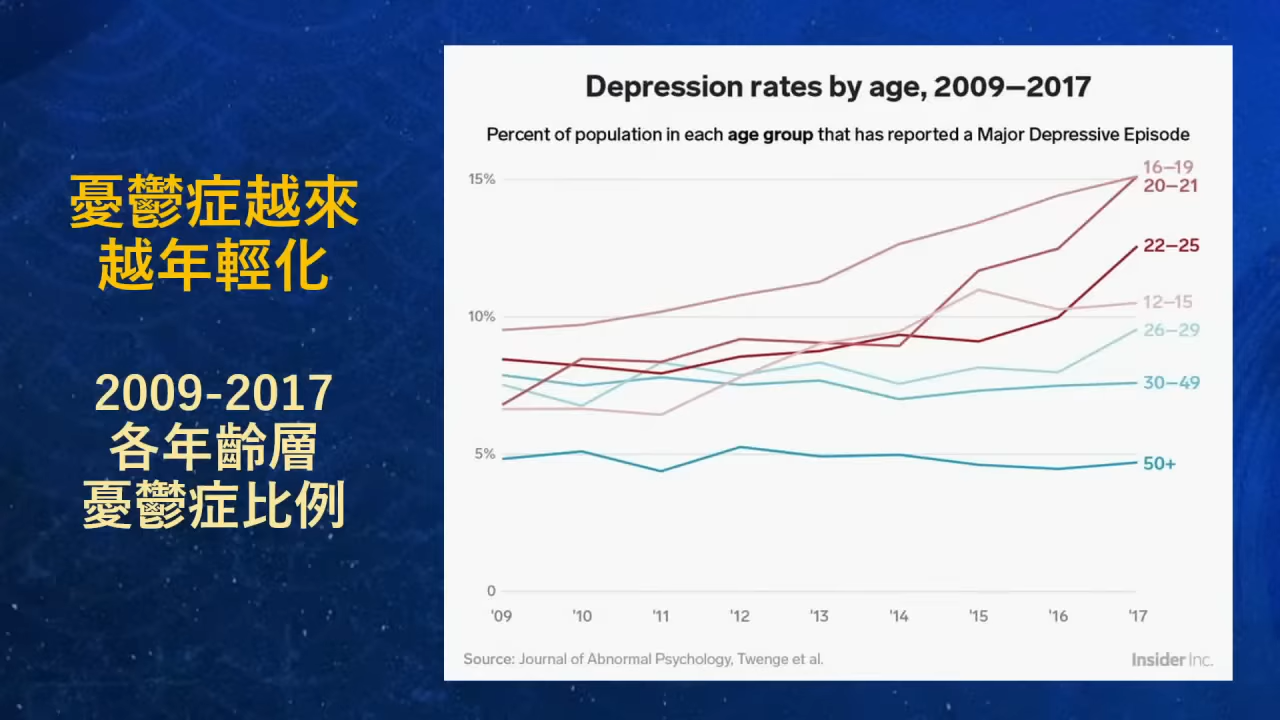 憂鬱症越來
越年輕化
2009-2017
各年齡層
憂鬱症比例
Depression rates by age, 2009–2017
Percent of population in each age group that has reported a Major Depressive Episode
15%
10%
5%
0
16–19
20–21
22–25
12–15
26–29
30–49
50+
'09 '10 '11 '12 '13 '14 '15 '16 '17
Source: Journal of Abnormal Psychology, Twenge et al.
Insider Inc.